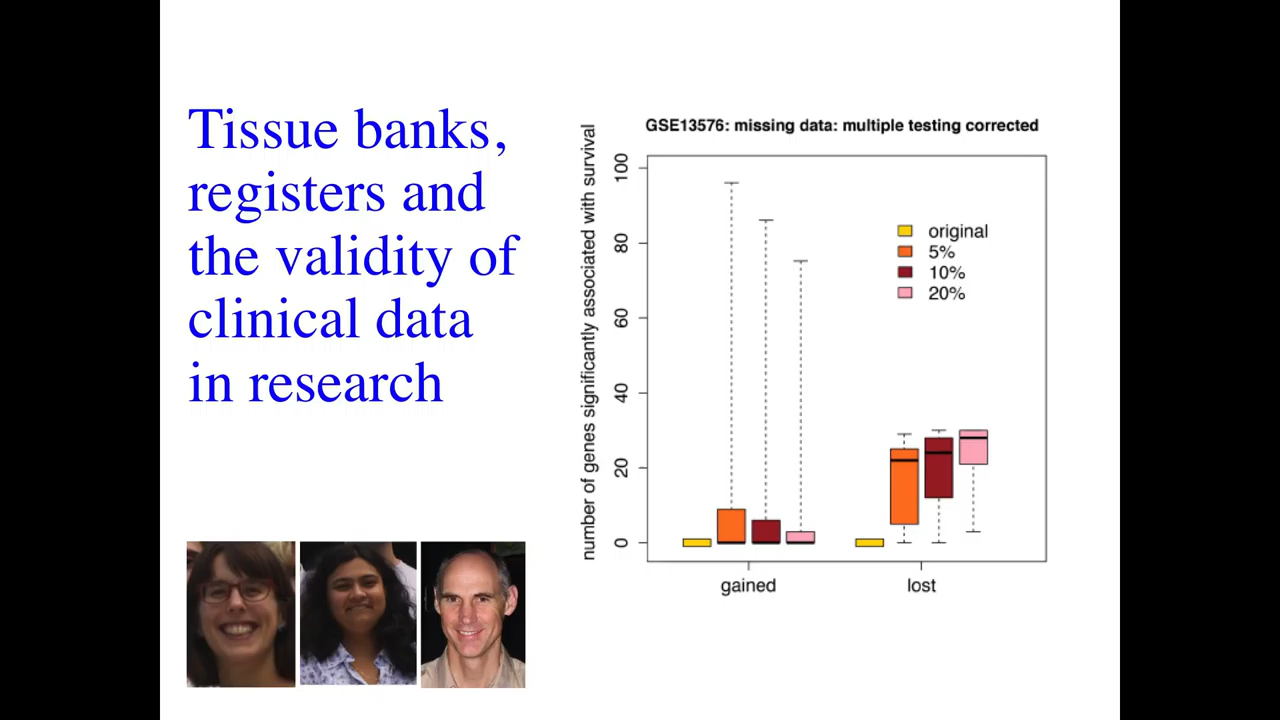 Tissue banks,
registers and
the validity of
clinical data
in research
GSE13576: missing data: multiple testing corrected
number of genes significantly associated with survival
100
80
60
40
20
0
original
5%
10%
20%
gained
lost